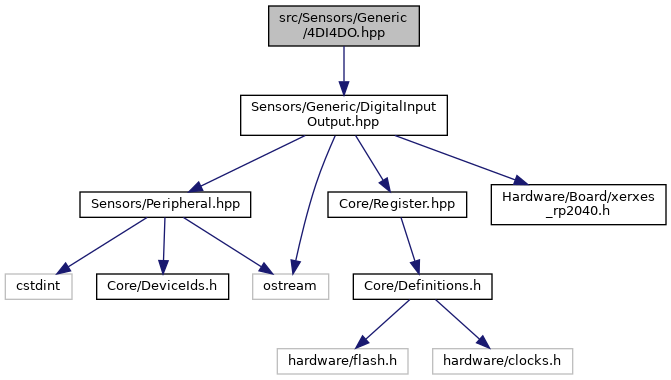 src/Sensors/Generic
/4DI4DO.hpp
Sensors/Generic/DigitalInput
Output.hpp
Sensors/Peripheral.hpp
Core/Register.hpp
Hardware/Board/xerxes
_rp2040.h
cstdint
Core/DeviceIds.h
ostream
Core/Definitions.h
hardware/flash.h
hardware/clocks.h